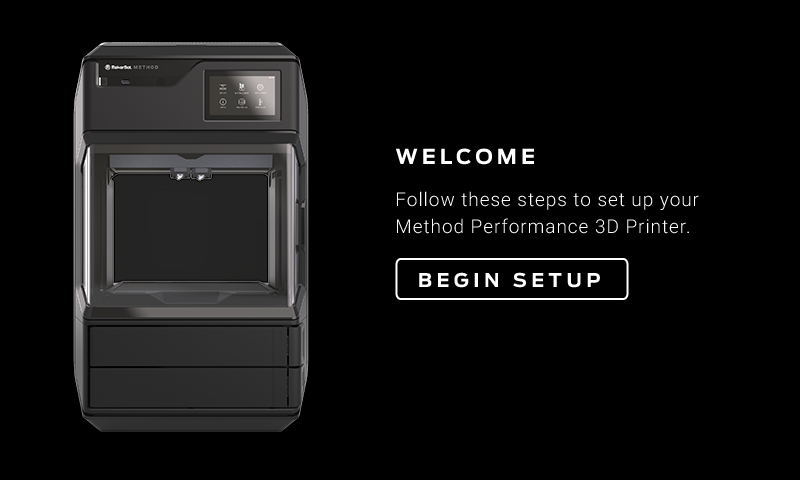 MakerBot METHOD
WELCOME
Follow these steps to set up your
Method Performance 3D Printer.
BEGIN SETUP